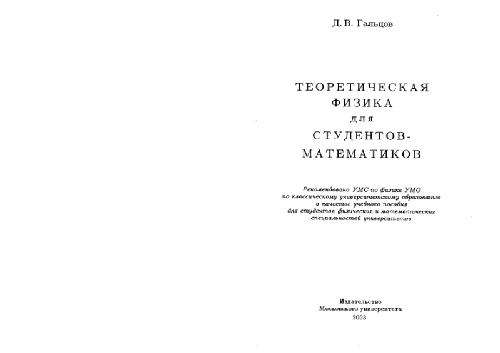 Д. В. Гальцов
ТЕОРЕТИЧЕСКАЯ
ФИЗИКА
ДЛЯ
СТУДЕНТОВ-
МАТЕМАТИКОВ
Рекомендовано УМС по физике УМО
по классическому университетскому образованию
в качестве учебного пособия
для студентов физических и математических
специальностей университетов
Издательство
Московского университета
2003